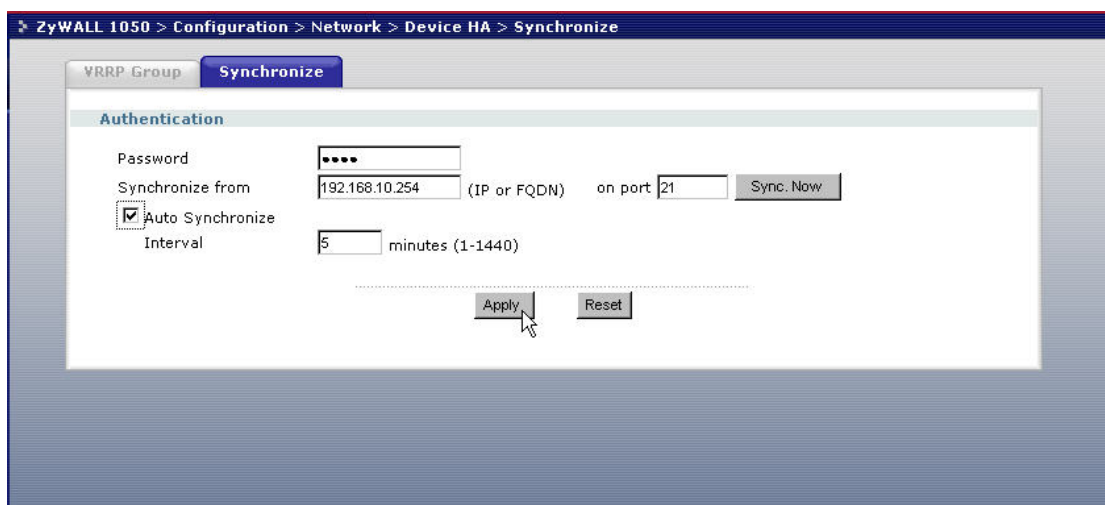 ZyWALL 1050 > Configuration > Network > Device HA > Synchronize
VRRP Group Synchronize
Authentication
Password ••••
Synchronize from 192.168.10.254 (IP or FQDN) on port 21 Sync. Now
Auto Synchronize
Interval 5 minutes (1-1440)
Apply Reset